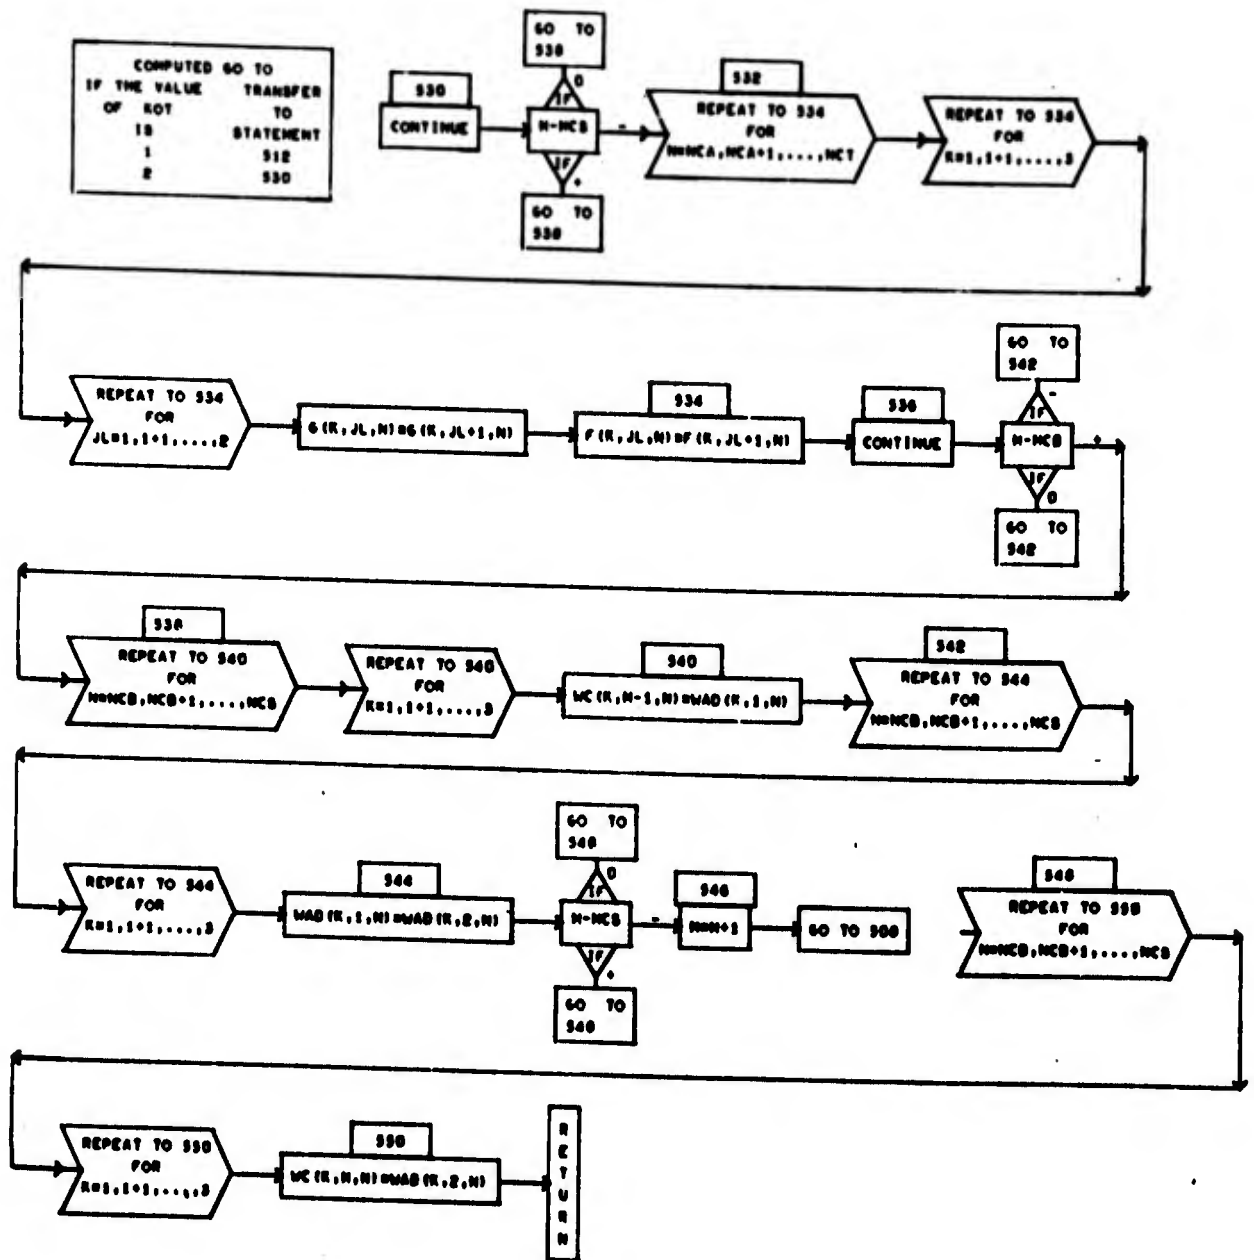 COMPUTED GO TO
IF THE VALUE TRANSFER
OF KOT TO
IS STATEMENT
1 512
2 530
530
CONTINUE
GO TO
538
0
IF
M-MCS
-
IF
+
GO TO
538
532
REPEAT TO 534
FOR
N=NCA,NCA+1,...,NCT
REPEAT TO 534
FOR
K=1,1+1,...,3
REPEAT TO 534
FOR
JL=1,1+1,...,2
G(K,JL,N)=G(K,JL+1,N)
534
F(K,JL,N)=F(K,JL+1,N)
536
CONTINUE
GO TO
542
-
IF
M-MCB
+
IF
0
GO TO
542
538
REPEAT TO 540
FOR
N=NCB,NCB+1,...,NCS
REPEAT TO 540
FOR
K=1,1+1,...,3
540
WC(K,M-1,N)=WAD(K,1,N)
542
REPEAT TO 544
FOR
N=NCB,NCB+1,...,NCS
REPEAT TO 544
FOR
K=1,1+1,...,3
544
WAD(K,1,N)=WAD(K,2,N)
GO TO
548
0
IF
M-MCS
-
IF
+
GO TO
548
546
M=M+1
GO TO 500
548
REPEAT TO 550
FOR
N=NCB,NCB+1,...,NCS
REPEAT TO 550
FOR
K=1,1+1,...,3
550
WC(K,M,N)=WAD(K,2,N)
RETURN